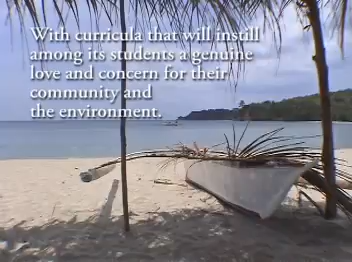 With curricula that will instill
among its students a genuine
love and concern for their
community and
the environment.